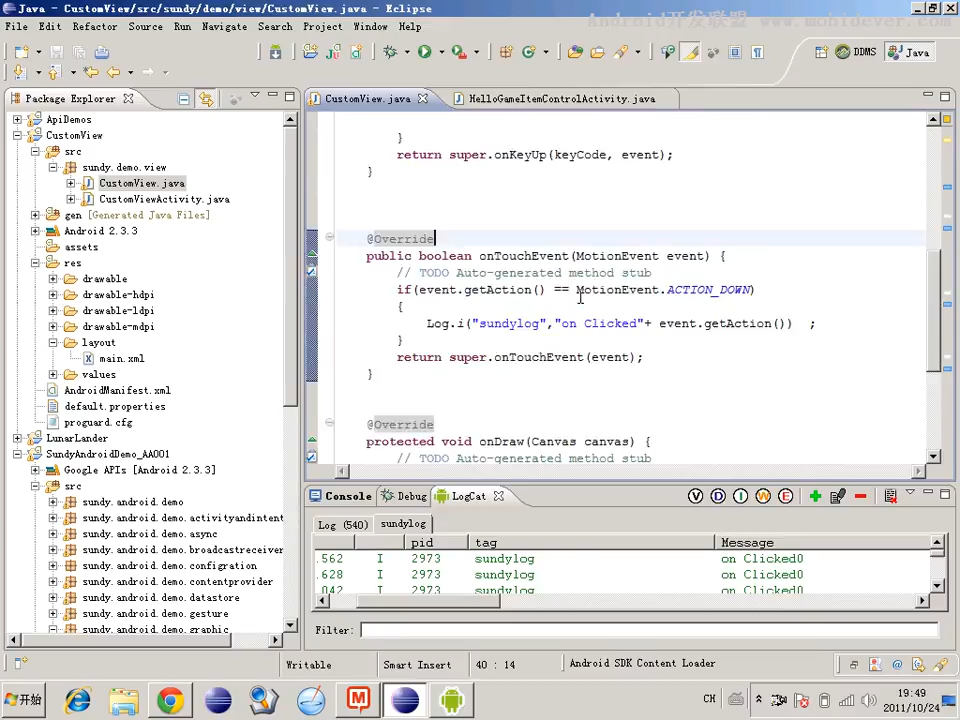 Java - CustomView/src/sundy/demo/view/CustomView.java - Eclipse
Android开发联盟 www.mobidever.com
File Edit Refactor Source Run Navigate Search Project Window Help
DDMS Java
Package Explorer
CustomView.java HelloGameItemControlActivity.java
ApiDemos
CustomView
src
sundy.demo.view
CustomView.java
CustomViewActivity.java
gen [Generated Java Files]
Android 2.3.3
assets
res
drawable
drawable-hdpi
drawable-ldpi
drawable-mdpi
layout
main.xml
values
AndroidManifest.xml
default.properties
proguard.cfg
LunarLander
SundyAndroidDemo_AA001
Google APIs [Android 2.3.3]
src
sundy.android.demo
sundy.android.demo.activityandintent
sundy.android.demo.async
sundy.android.demo.broadcastreceiver
sundy.android.demo.configration
sundy.android.demo.contentprovider
sundy.android.demo.datastore
sundy.android.demo.gesture
sundy.android.demo.graphic
}
return super.onKeyUp(keyCode, event);
}
@Override
public boolean onTouchEvent(MotionEvent event) {
// TODO Auto-generated method stub
if(event.getAction() == MotionEvent.ACTION_DOWN)
{
Log.i("sundylog","on Clicked"+ event.getAction()) ;
}
return super.onTouchEvent(event);
}
@Override
protected void onDraw(Canvas canvas) {
// TODO Auto-generated method stub
Console Debug LogCat
V D I W E
Log (540) sundylog
pid tag Message
.562 I 2973 sundylog on Clicked0
.628 I 2973 sundylog on Clicked0
.042 I 2973 sundylog on Clicked0
Filter:
Writable Smart Insert 40 : 14 Android SDK Content Loader
开始
CH
19:49
2011/10/24